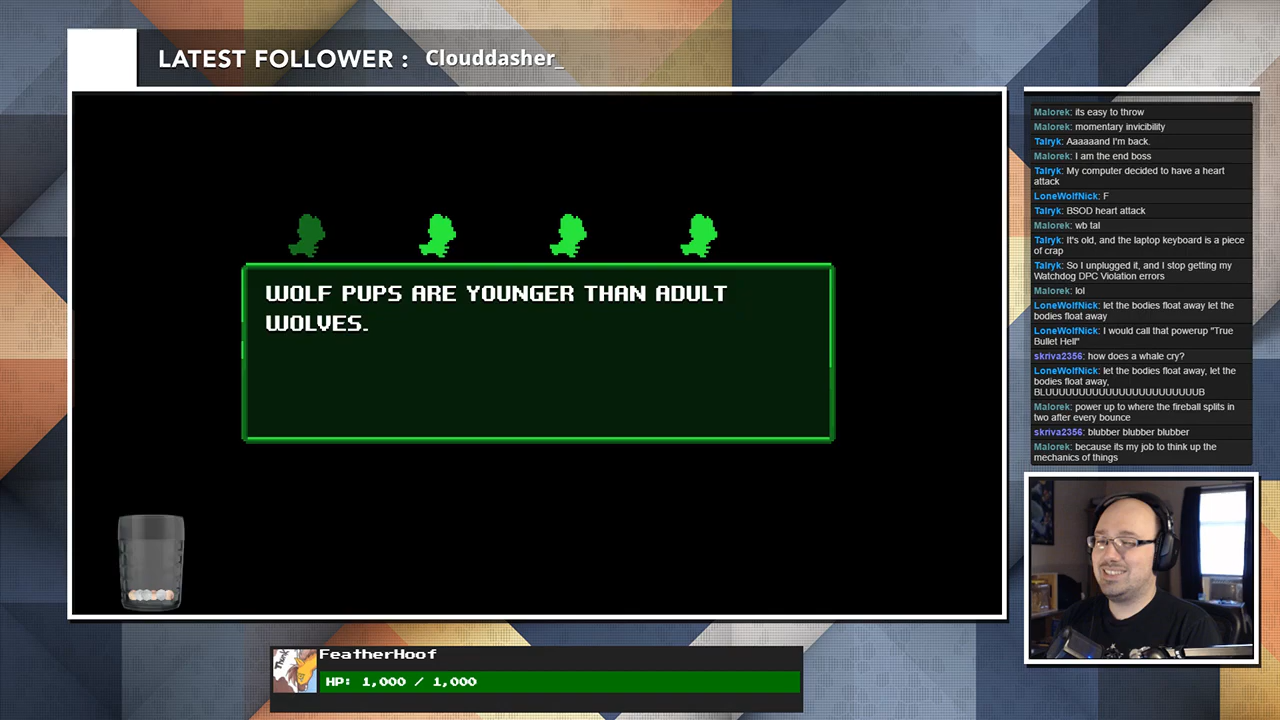 LATEST FOLLOWER : Clouddasher_
WOLF PUPS ARE YOUNGER THAN ADULT
WOLVES.
Malorek: its easy to throw
Malorek: momentary invicibility
Talryk: Aaaaaand I'm back.
Malorek: I am the end boss
Talryk: My computer decided to have a heart
attack
LoneWolfNick: F
Talryk: BSOD heart attack
Malorek: wb tal
Talryk: It's old, and the laptop keyboard is a piece
of crap
Talryk: So I unplugged it, and I stop getting my
Watchdog DPC Violation errors
Malorek: lol
LoneWolfNick: let the bodies float away let the
bodies float away
LoneWolfNick: I would call that powerup "True
Bullet Hell"
skriva2356: how does a whale cry?
LoneWolfNick: let the bodies float away, let the
bodies float away,
BLUUUUUUUUUUUUUUUUUUUUUUUB
Malorek: power up to where the fireball splits in
two after every bounce
skriva2356: blubber blubber blubber
Malorek: because its my job to think up the
mechanics of things
Think
FeatherHoof
HP: 1,000 / 1,000